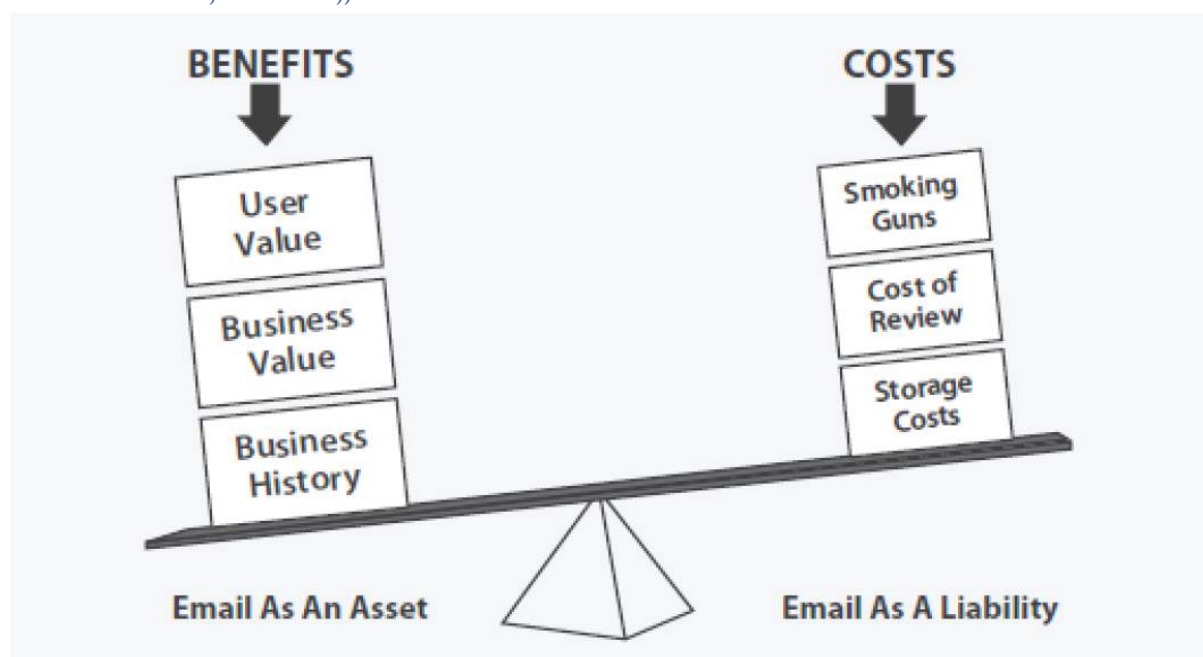 BENEFITS
COSTS
User
Value
Business
Value
Business
History
Smoking
Guns
Cost of
Review
Storage
Costs
Email As An Asset
Email As A Liability